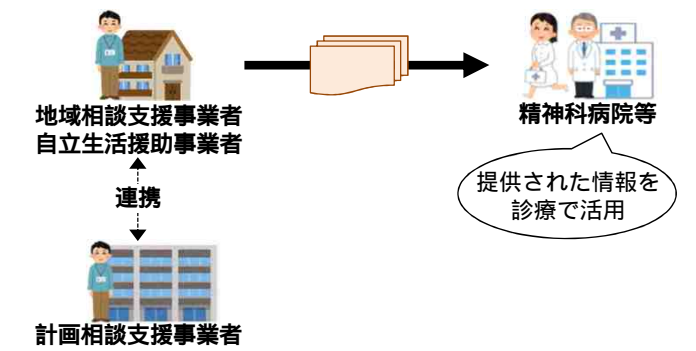 地域相談支援事業者
自立生活援助事業者
精神科病院等
提供された情報を
診療で活用
連携
計画相談支援事業者